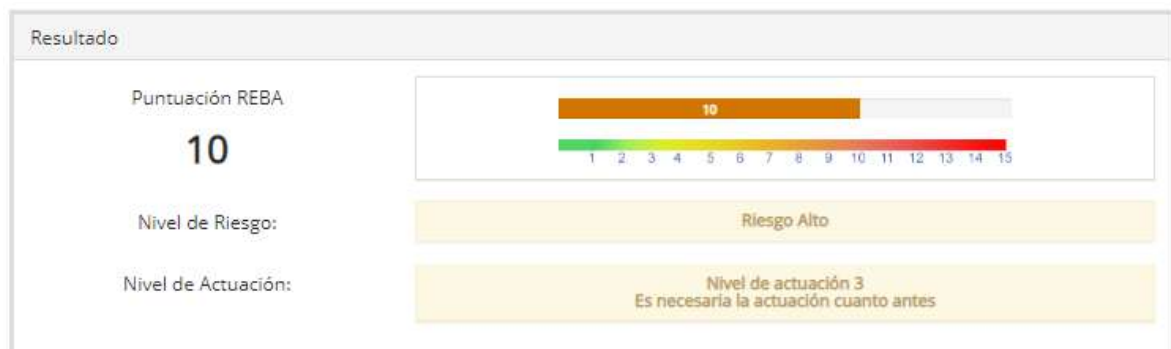 Resultado
Puntuación REBA
10
10
1 2 3 4 5 6 7 8 9 10 11 12 13 14 15
Nivel de Riesgo:
Riesgo Alto
Nivel de Actuación:
Nivel de actuación 3
Es necesaria la actuación cuanto antes